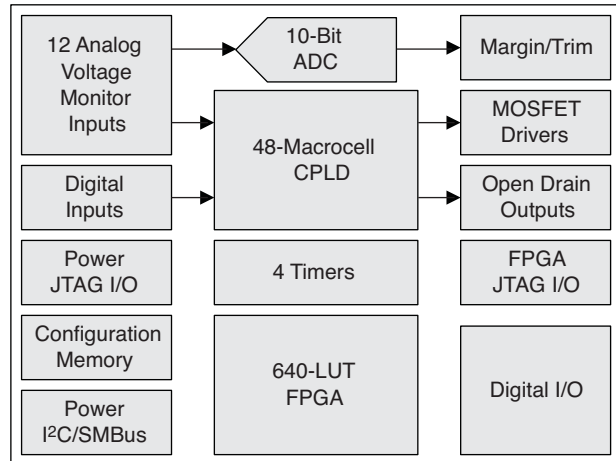 12 Analog
Voltage
Monitor
Inputs
10-Bit
ADC
Margin/Trim
48-Macrocell
CPLD
MOSFET
Drivers
Digital
Inputs
Open Drain
Outputs
Power
JTAG I/O
4 Timers
FPGA
JTAG I/O
Configuration
Memory
640-LUT
FPGA
Digital I/O
Power
I²C/SMBus